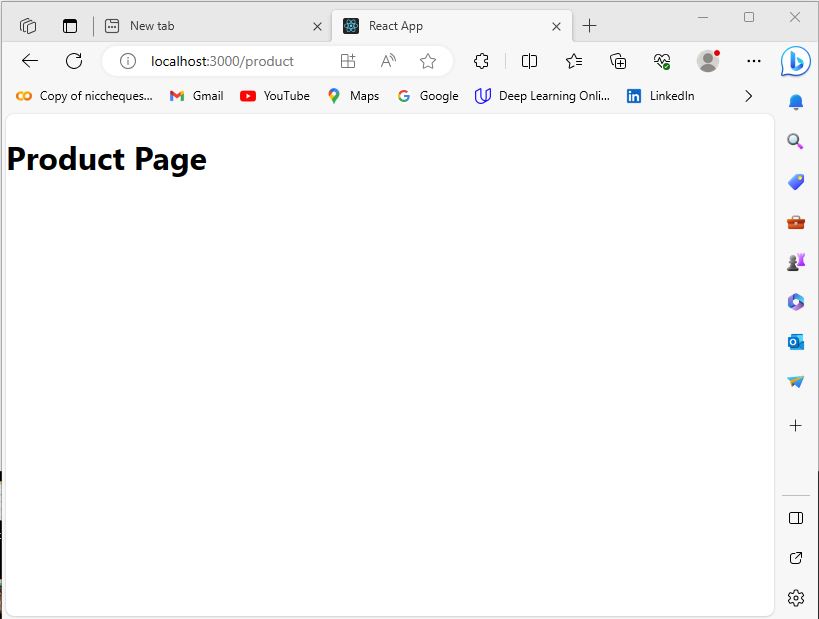 New tab
React App
localhost:3000/product
Copy of niccheques...
Gmail
YouTube
Maps
Google
Deep Learning Onli...
LinkedIn
Product Page